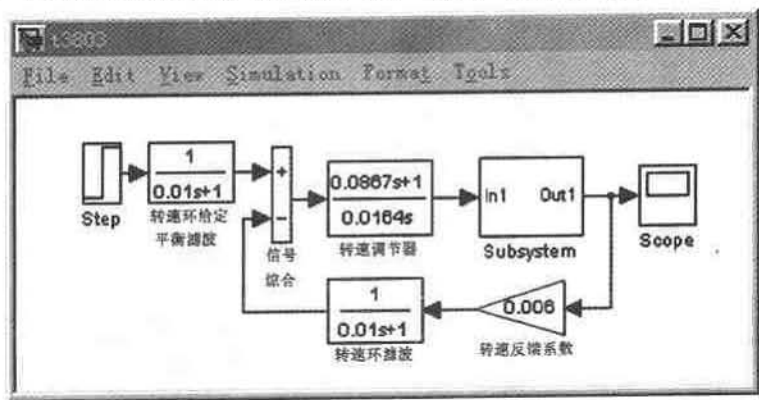 t3803
File Edit View Simulation Format Tools
Step
1
0.01s+1
转速环给定
平衡滤波
+
−
信号
综合
0.0867s+1
0.0164s
转速调节器
In1 Out1
Subsystem
Scope
1
0.01s+1
转速环滤波
0.006
转速反馈系数